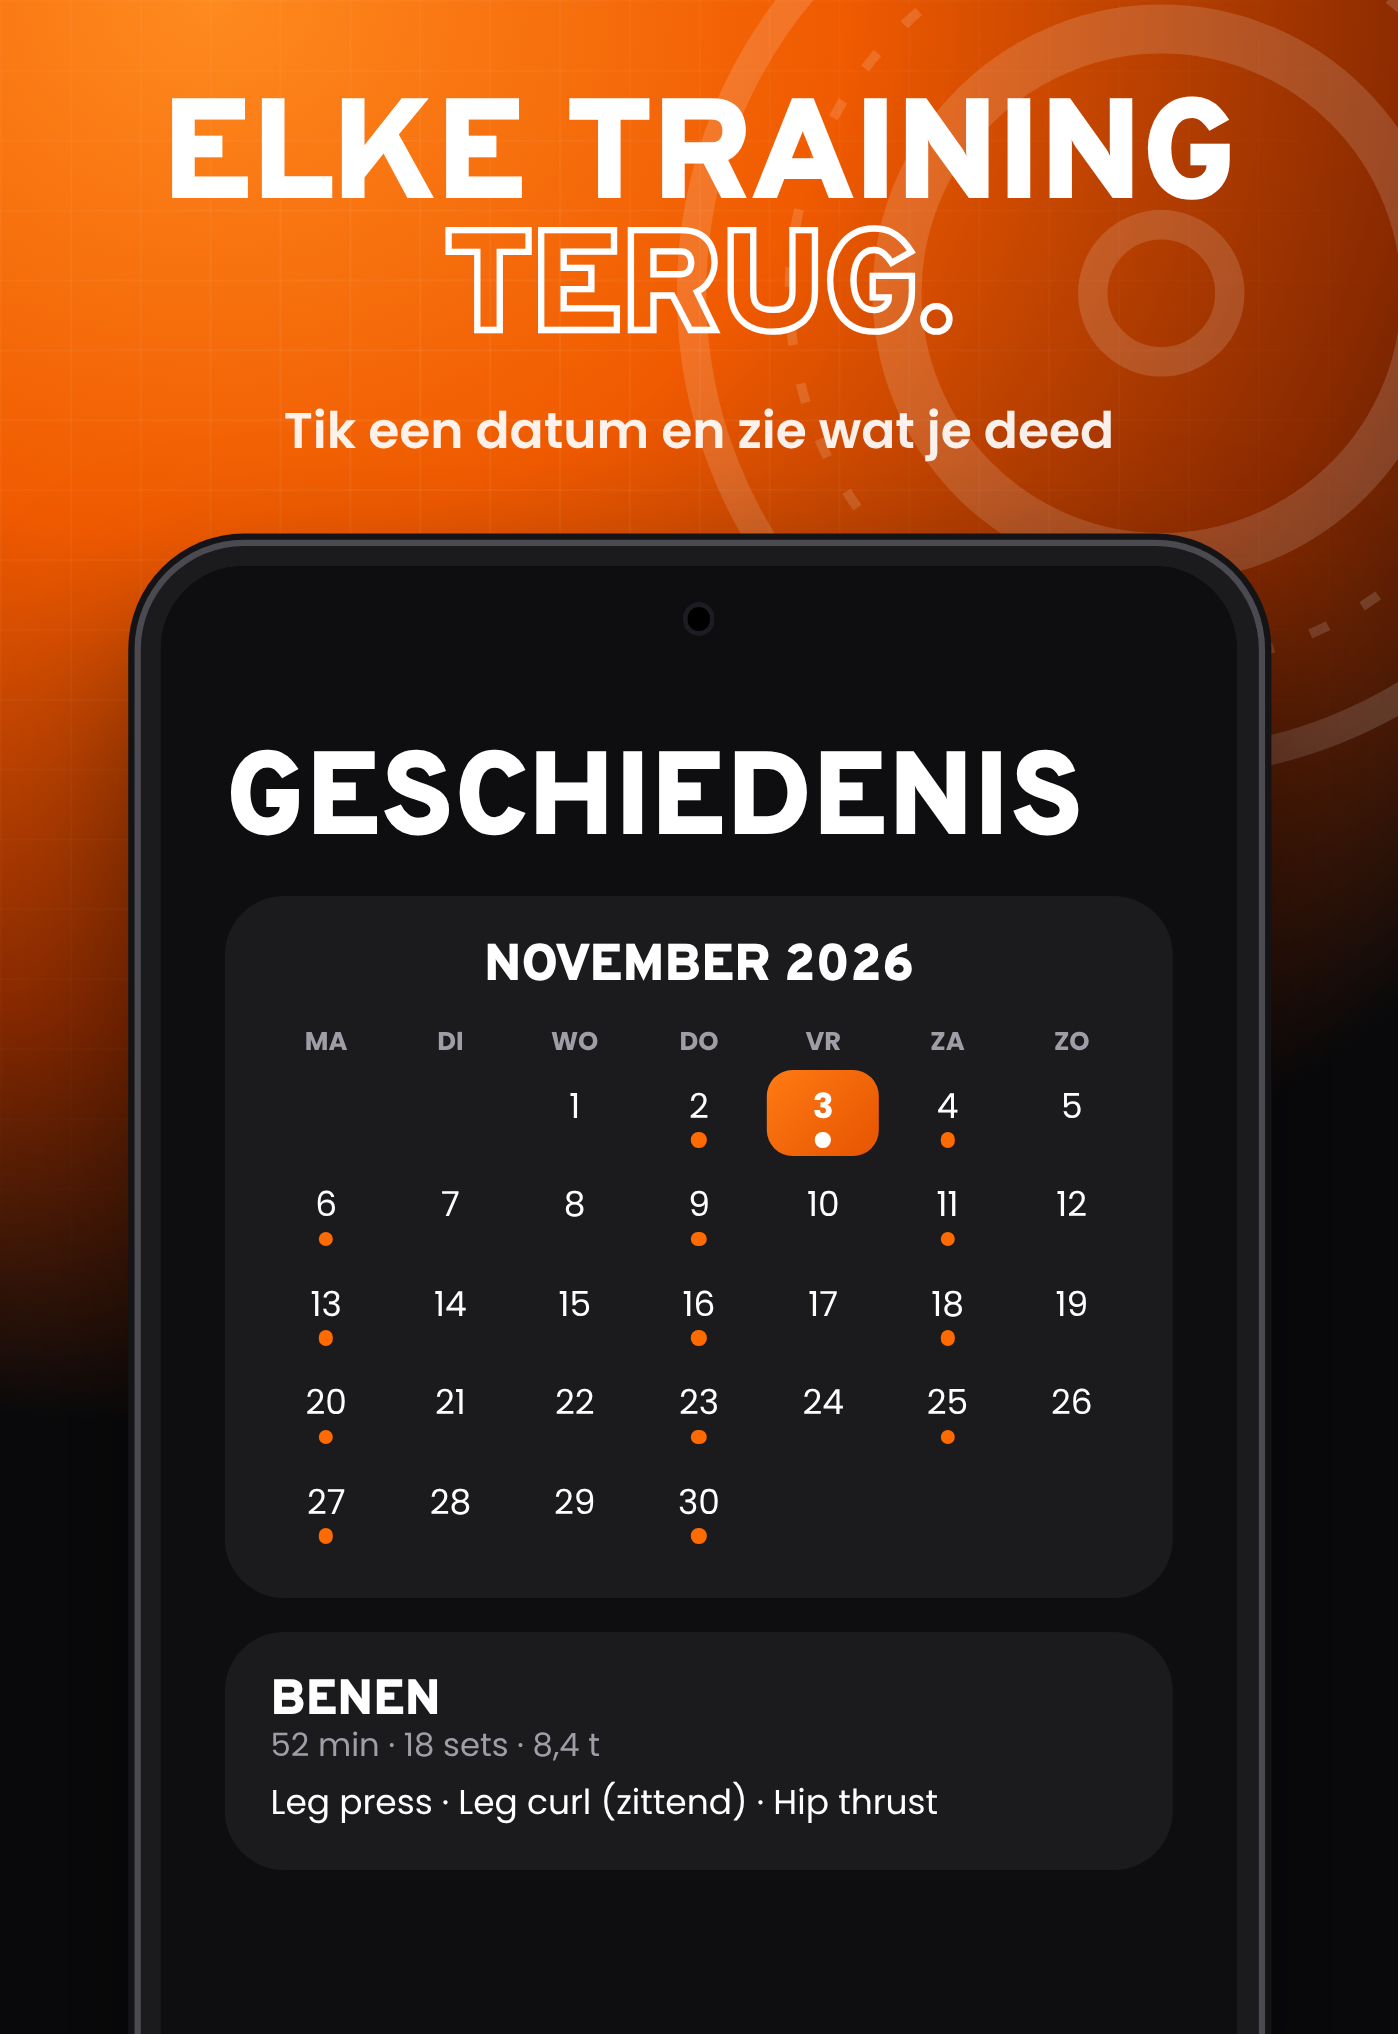 ELKE TRAINING
TERUG.
Tik een datum en zie wat je deed
GESCHIEDENIS
NOVEMBER 2026
MA DI WO DO VR ZA ZO
1 2 3 4 5
6 7 8 9 10 11 12
13 14 15 16 17 18 19
20 21 22 23 24 25 26
27 28 29 30
BENEN
52 min · 18 sets · 8,4 t
Leg press · Leg curl (zittend) · Hip thrust